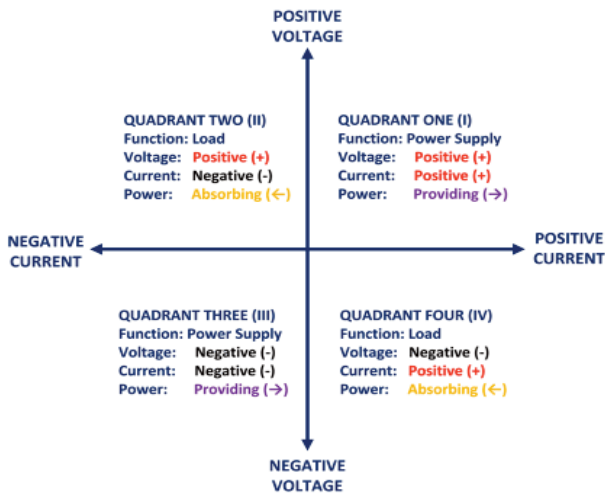 POSITIVE
VOLTAGE
QUADRANT TWO (II)
Function: Load
Voltage: Positive (+)
Current: Negative (-)
Power: Absorbing (←)
QUADRANT ONE (I)
Function: Power Supply
Voltage: Positive (+)
Current: Positive (+)
Power: Providing (→)
NEGATIVE
CURRENT
POSITIVE
CURRENT
QUADRANT THREE (III)
Function: Power Supply
Voltage: Negative (-)
Current: Negative (-)
Power: Providing (→)
QUADRANT FOUR (IV)
Function: Load
Voltage: Negative (-)
Current: Positive (+)
Power: Absorbing (←)
NEGATIVE
VOLTAGE